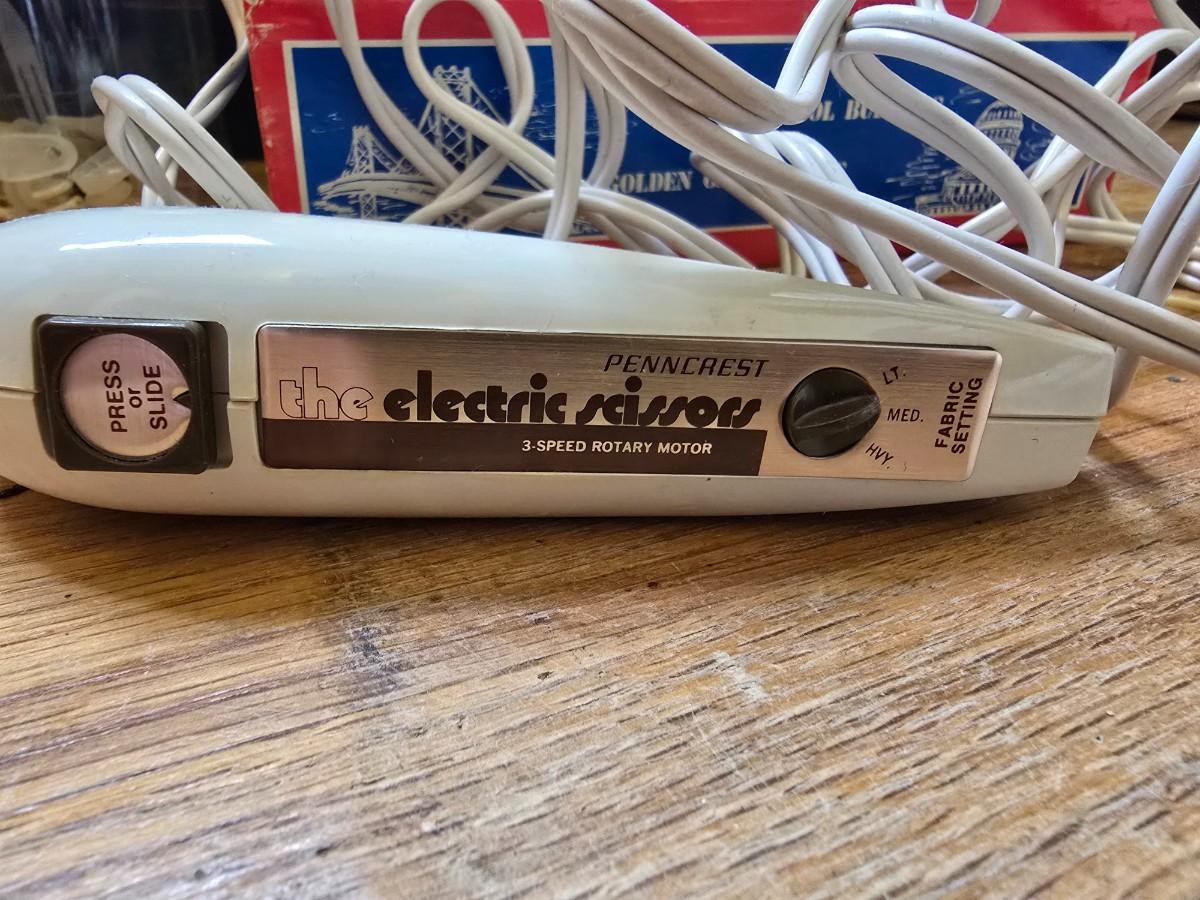 GOLDEN
PRESS
or
SLIDE
PENNCREST
the electric scissors
3-SPEED ROTARY MOTOR
LT.
MED.
HVY.
FABRIC
SETTING